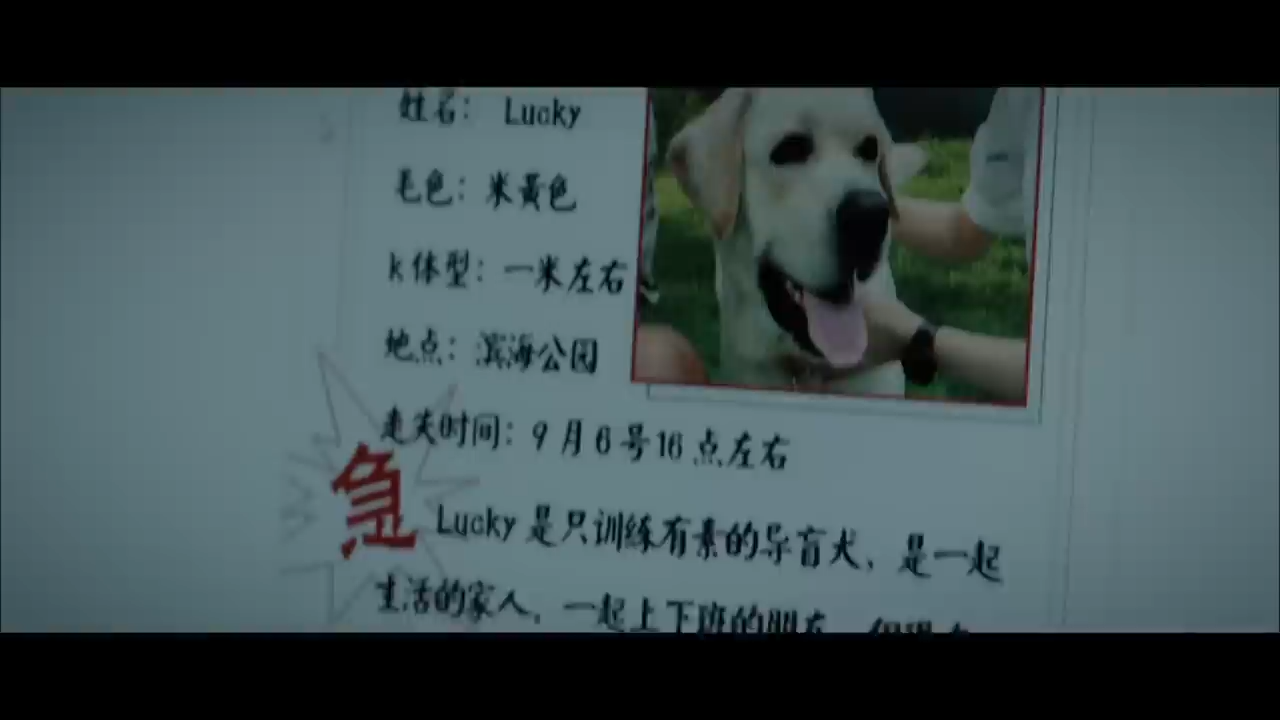 姓名： Lucky
毛色：米黄色
k体型：一米左右
地点：滨海公园
走失时间：9月6号16点左右
急
Lucky是只训练有素的导盲犬，是一起
生活的家人，一起上下班的朋友